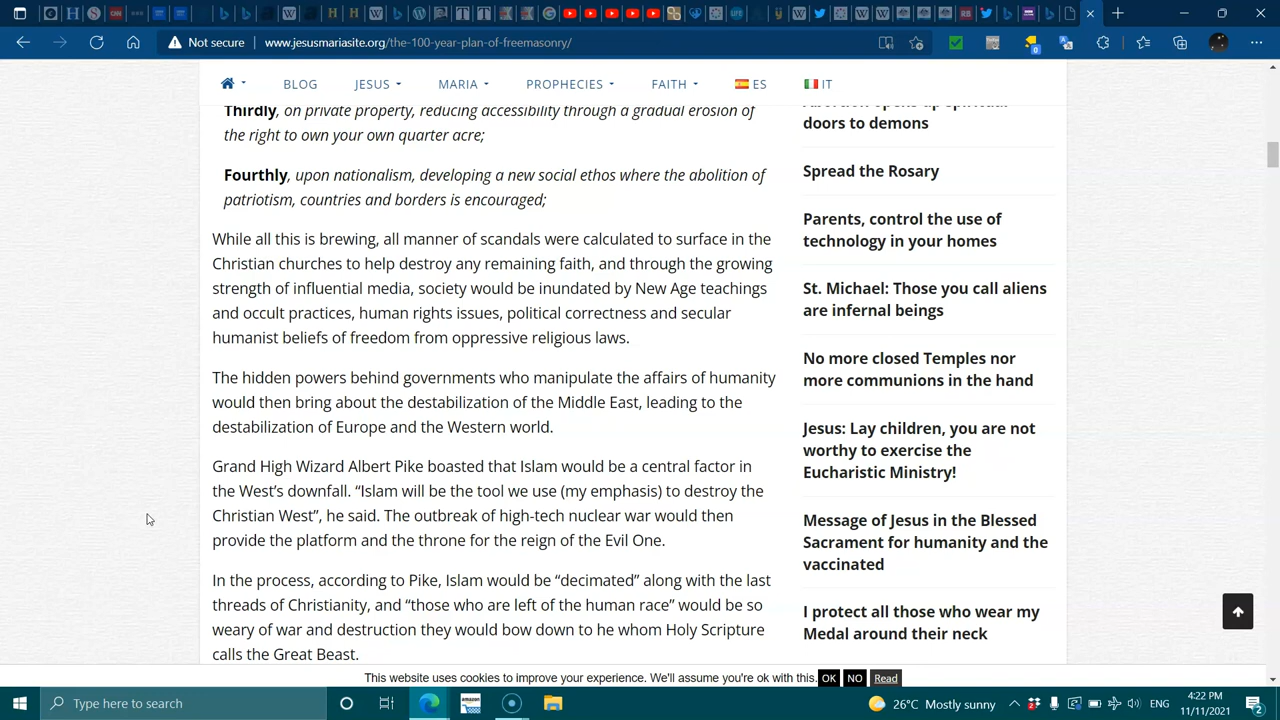 Not secure
www.jesusmariasite.org/the-100-year-plan-of-freemasonry/
BLOG
JESUS
MARIA
PROPHECIES
FAITH
ES
IT
Thirdly, on private property, reducing accessibility through a gradual erosion of
the right to own your own quarter acre;
Fourthly, upon nationalism, developing a new social ethos where the abolition of
patriotism, countries and borders is encouraged;
While all this is brewing, all manner of scandals were calculated to surface in the
Christian churches to help destroy any remaining faith, and through the growing
strength of influential media, society would be inundated by New Age teachings
and occult practices, human rights issues, political correctness and secular
humanist beliefs of freedom from oppressive religious laws.
The hidden powers behind governments who manipulate the affairs of humanity
would then bring about the destabilization of the Middle East, leading to the
destabilization of Europe and the Western world.
Grand High Wizard Albert Pike boasted that Islam would be a central factor in
the West's downfall. “Islam will be the tool we use (my emphasis) to destroy the
Christian West”, he said. The outbreak of high-tech nuclear war would then
provide the platform and the throne for the reign of the Evil One.
In the process, according to Pike, Islam would be “decimated” along with the last
threads of Christianity, and “those who are left of the human race” would be so
weary of war and destruction they would bow down to he whom Holy Scripture
calls the Great Beast.
Abortion opens up spiritual
doors to demons
Spread the Rosary
Parents, control the use of
technology in your homes
St. Michael: Those you call aliens
are infernal beings
No more closed Temples nor
more communions in the hand
Jesus: Lay children, you are not
worthy to exercise the
Eucharistic Ministry!
Message of Jesus in the Blessed
Sacrament for humanity and the
vaccinated
I protect all those who wear my
Medal around their neck
This website uses cookies to improve your experience. We'll assume you're ok with this. OK NO Read
Type here to search
26°C Mostly sunny
ENG
4:22 PM
11/11/2021
2